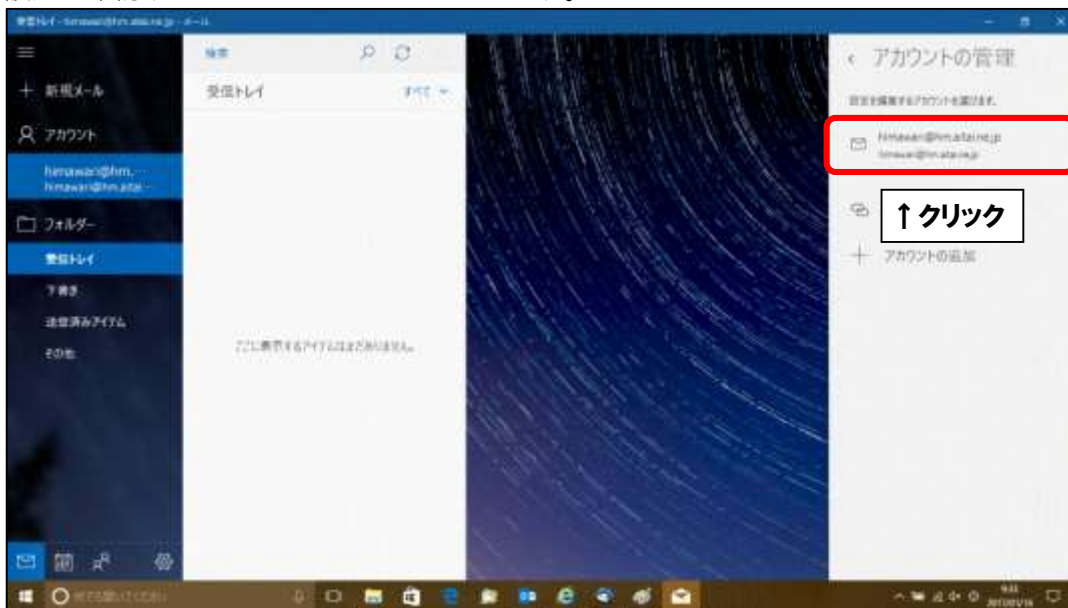 受信トレイ - himawari@hm.aitai.ne.jp - メール
検索
アカウントの管理
新規メール
受信トレイ
すべて
設定を編集するアカウントを選びます。
アカウント
himawari@hm.aitai.ne.jp
himawari@hm.aitai.ne.jp
himawari@hm.…
himawari@hm.aitai…
フォルダー
↑クリック
受信トレイ
アカウントの追加
下書き
送信済みアイテム
その他
ここに表示するアイテムはまだありません。
9:33